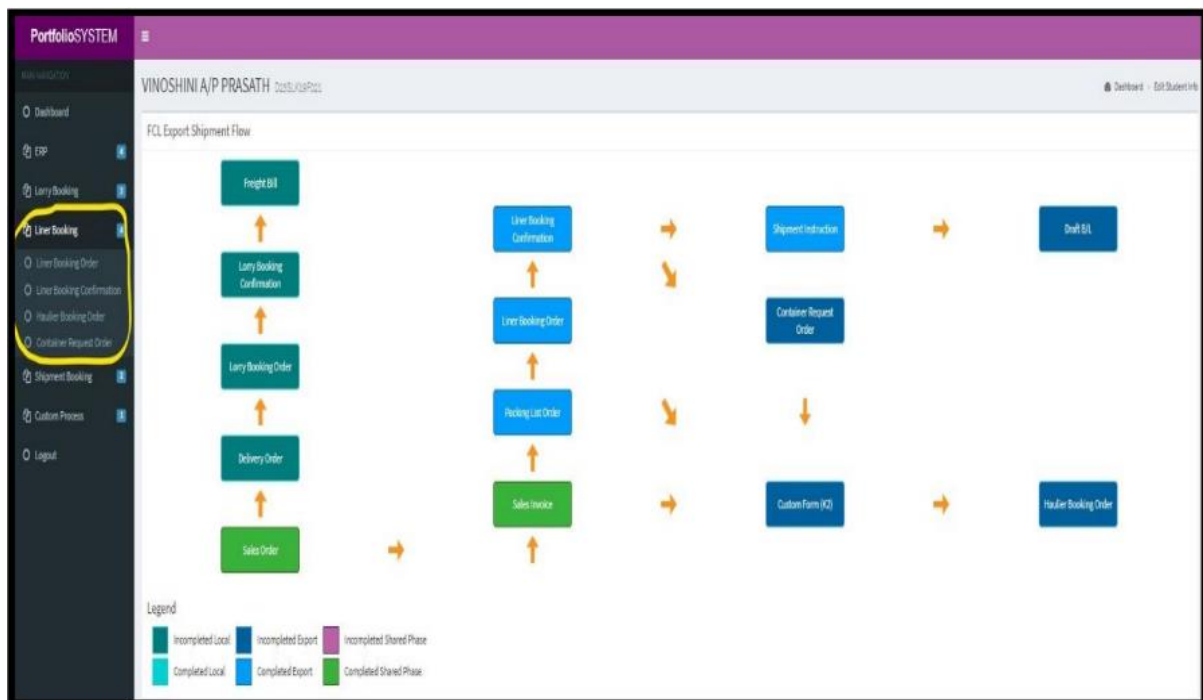 PortfolioSYSTEM
MAIN NAVIGATION
Dashboard
ERP
Lorry Booking
Liner Booking
Liner Booking Order
Liner Booking Confirmation
Haulier Booking Order
Container Request Order
Shipment Booking
Custom Process
Logout
VINOSHINI A/P PRASATH
Dashboard
Edit Student Info
FCL Export Shipment Flow
Freight Bill
Lorry Booking
Confirmation
Lorry Booking Order
Delivery Order
Sales Order
Liner Booking
Confirmation
Liner Booking Order
Packing List Order
Sales Invoice
Shipment Instruction
Container Request
Order
Custom Form (K2)
Draft B/L
Haulier Booking Order
Legend
Incompleted Local
Incompleted Export
Incompleted Shared Phase
Completed Local
Completed Export
Completed Shared Phase